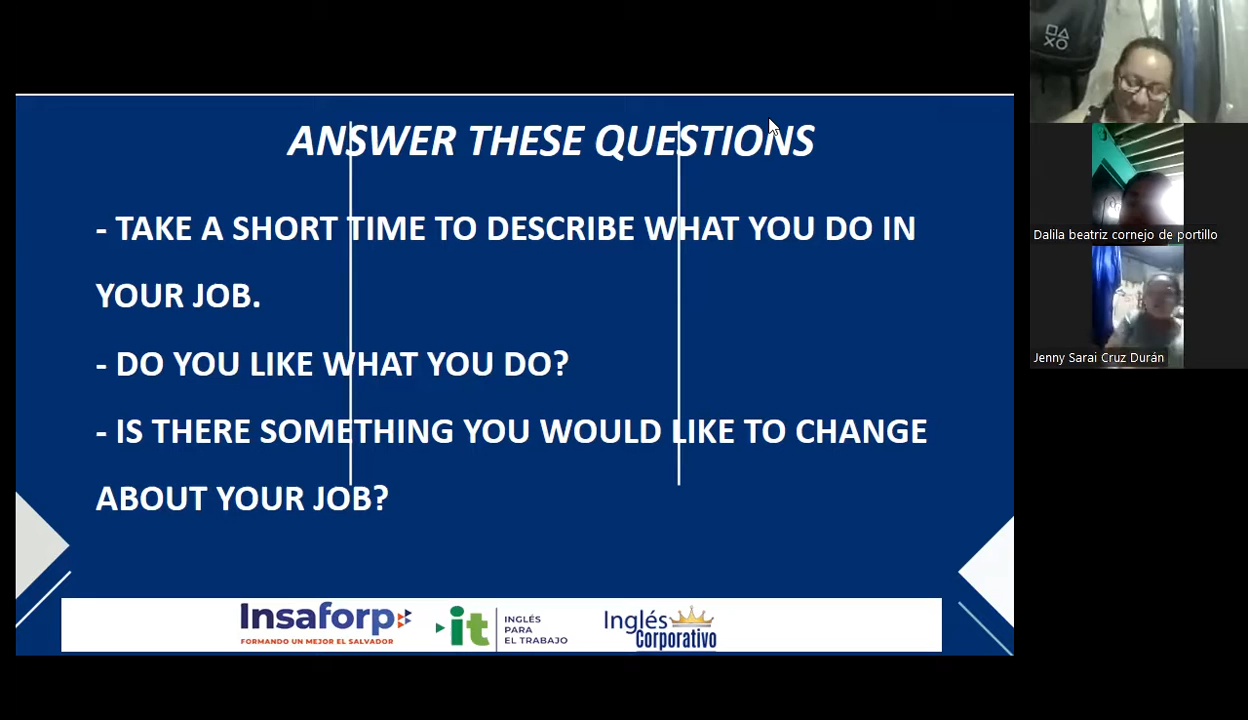 ANSWER THESE QUESTIONS
- TAKE A SHORT TIME TO DESCRIBE WHAT YOU DO IN
YOUR JOB.
- DO YOU LIKE WHAT YOU DO?
- IS THERE SOMETHING YOU WOULD LIKE TO CHANGE
ABOUT YOUR JOB?
Insaforp
FORMANDO UN MEJOR EL SALVADOR
it
INGLÉS
PARA
EL TRABAJO
Inglés
Corporativo
Dalila beatriz cornejo de portillo
Jenny Sarai Cruz Durán